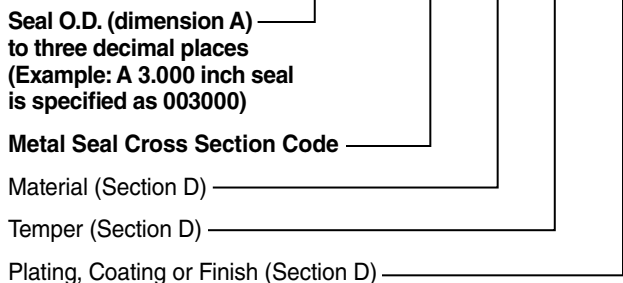 Seal O.D. (dimension A)
to three decimal places
(Example: A 3.000 inch seal
is specified as 003000)
Metal Seal Cross Section Code
Material (Section D)
Temper (Section D)
Plating, Coating or Finish (Section D)